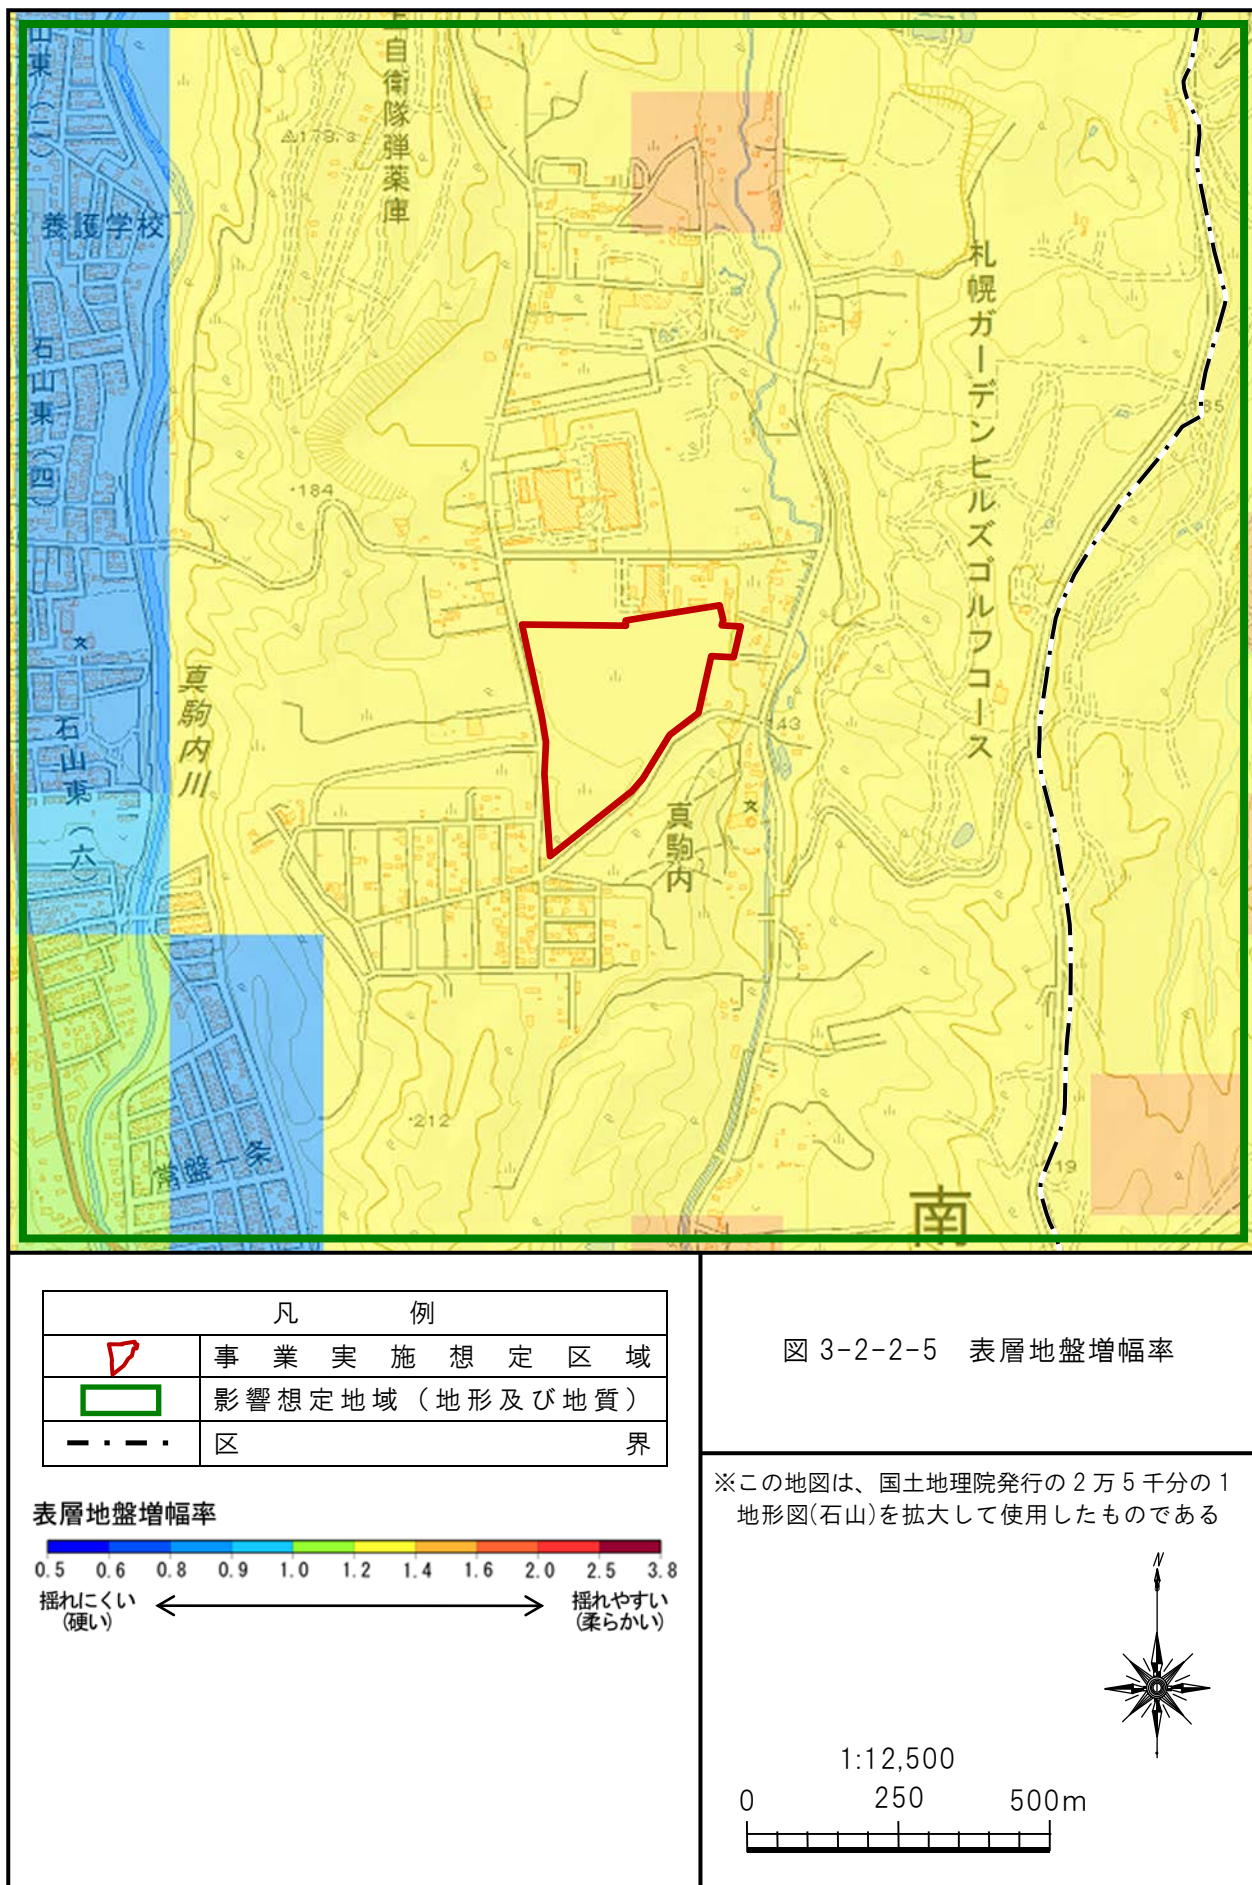 山東(二)
自衛隊弾薬庫
178.3
養護学校
石山東(四)
札幌ガーデンヒルズゴルフコース
184
真駒内川
石山東(六)
143
真駒内
212
常盤一条
219
南
凡 例
事業実施想定区域
影響想定地域（地形及び地質）
区 界
図 3-2-2-5 表層地盤増幅率
※この地図は、国土地理院発行の2万5千分の1
地形図(石山)を拡大して使用したものである
表層地盤増幅率
0.5 0.6 0.8 0.9 1.0 1.2 1.4 1.6 2.0 2.5 3.8
揺れにくい
(硬い)
揺れやすい
(柔らかい)
N
1:12,500
0 250 500m